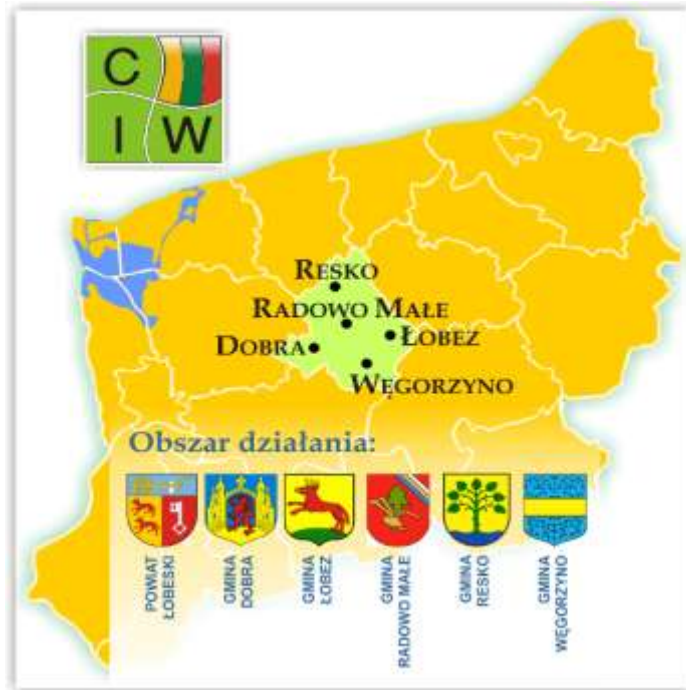 C
I W
RESKO
RADOWO MAŁE
ŁOBEZ
DOBRA
WĘGORZYNO
Obszar działania:
POWIAT
ŁOBESKI
GMINA
DOBRA
GMINA
ŁOBEZ
GMINA
RADOWO MAŁE
GMINA
RESKO
GMINA
WĘGORZYNO